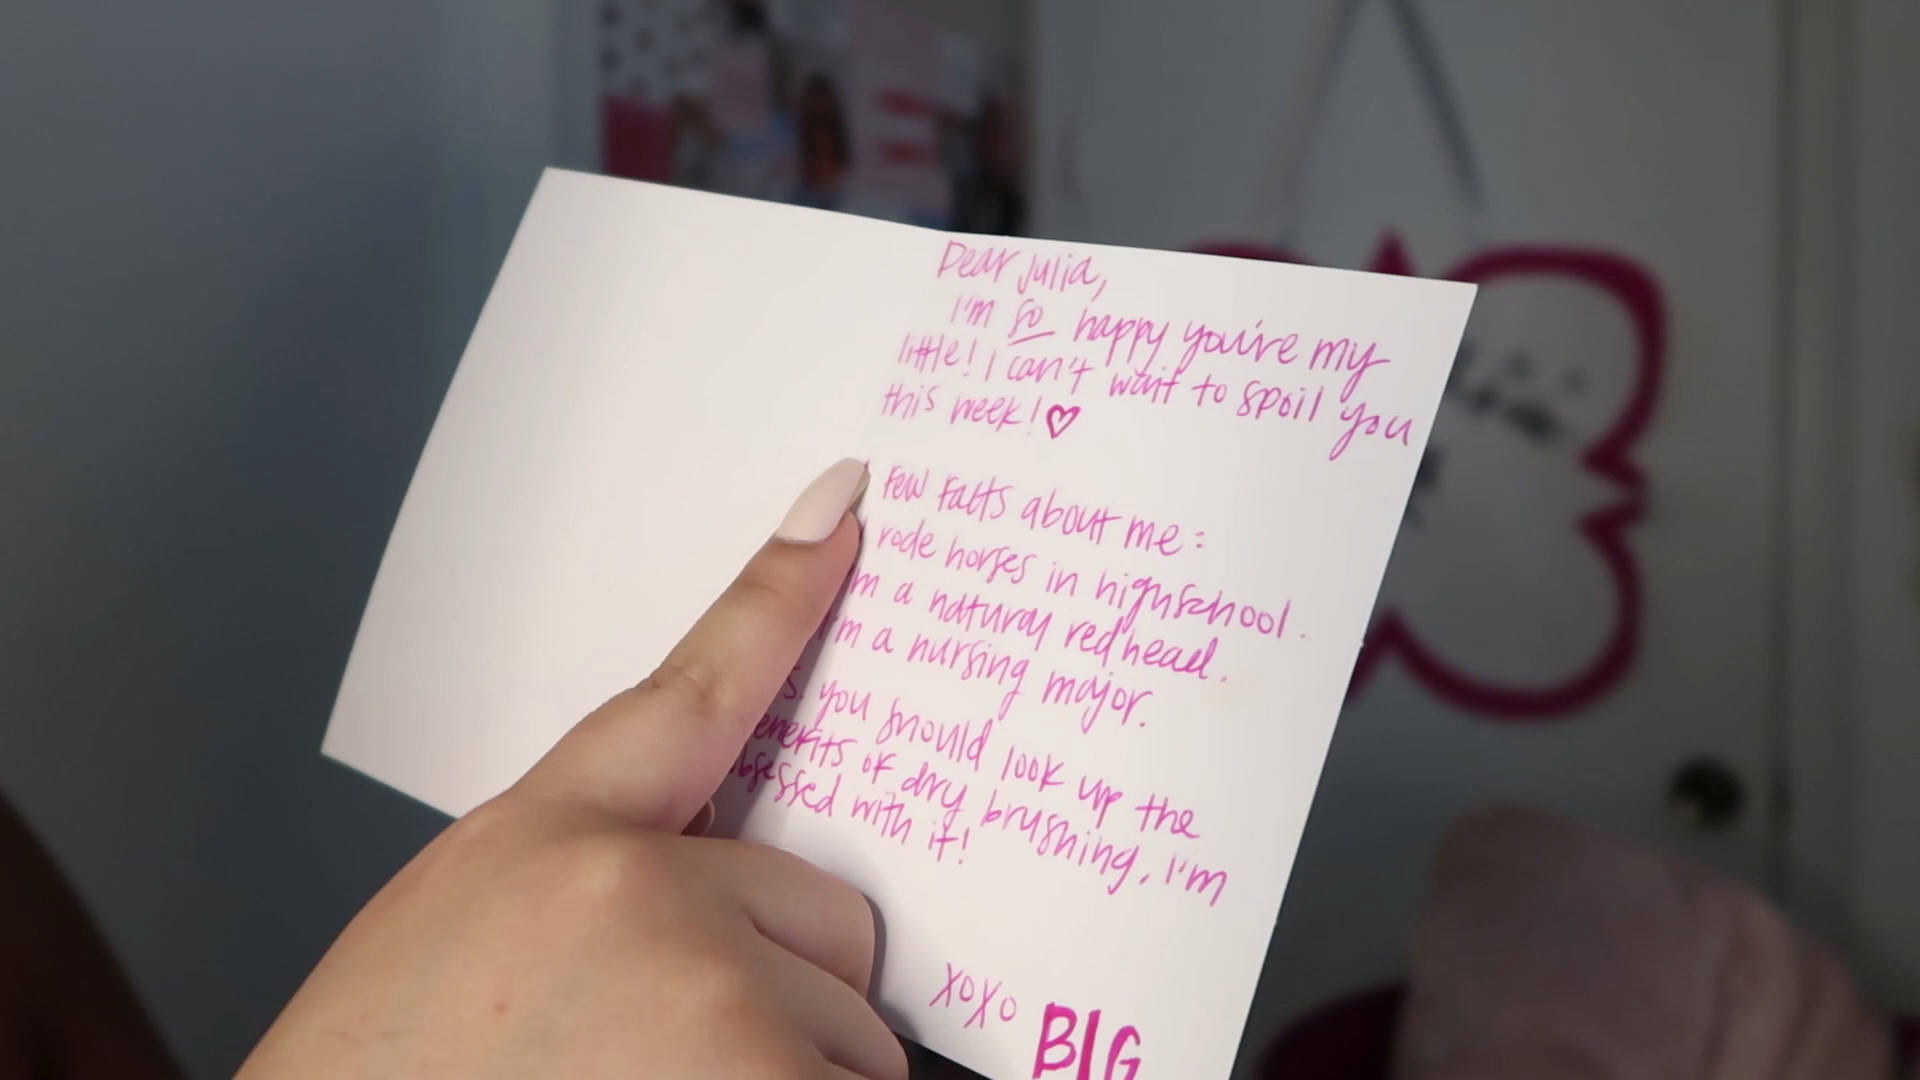 Dear Julia,
I'm so happy you're my
little! I can't wait to spoil you
this week! ♡
Few Facts about me:
I rode horses in highschool.
I'm a natural redhead.
I'm a nursing major.
you should look up the
benefits of dry brushing, I'm
obsessed with it!
XOXO BIG